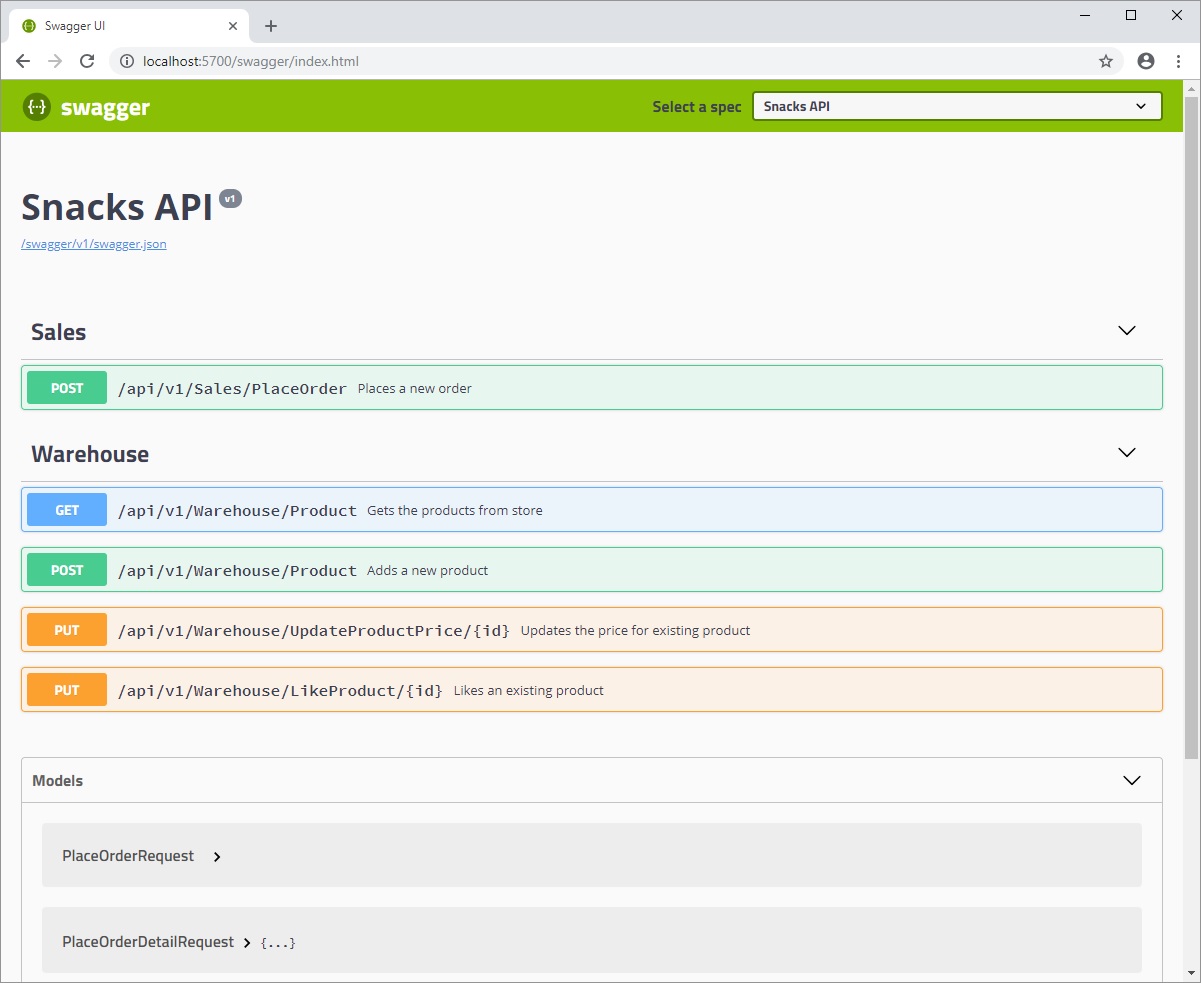 Swagger UI
localhost:5700/swagger/index.html
{··} swagger
Select a spec
Snacks API
Snacks API v1
/swagger/v1/swagger.json
Sales
POST /api/v1/Sales/PlaceOrder Places a new order
Warehouse
GET /api/v1/Warehouse/Product Gets the products from store
POST /api/v1/Warehouse/Product Adds a new product
PUT /api/v1/Warehouse/UpdateProductPrice/{id} Updates the price for existing product
PUT /api/v1/Warehouse/LikeProduct/{id} Likes an existing product
Models
PlaceOrderRequest
PlaceOrderDetailRequest {...}